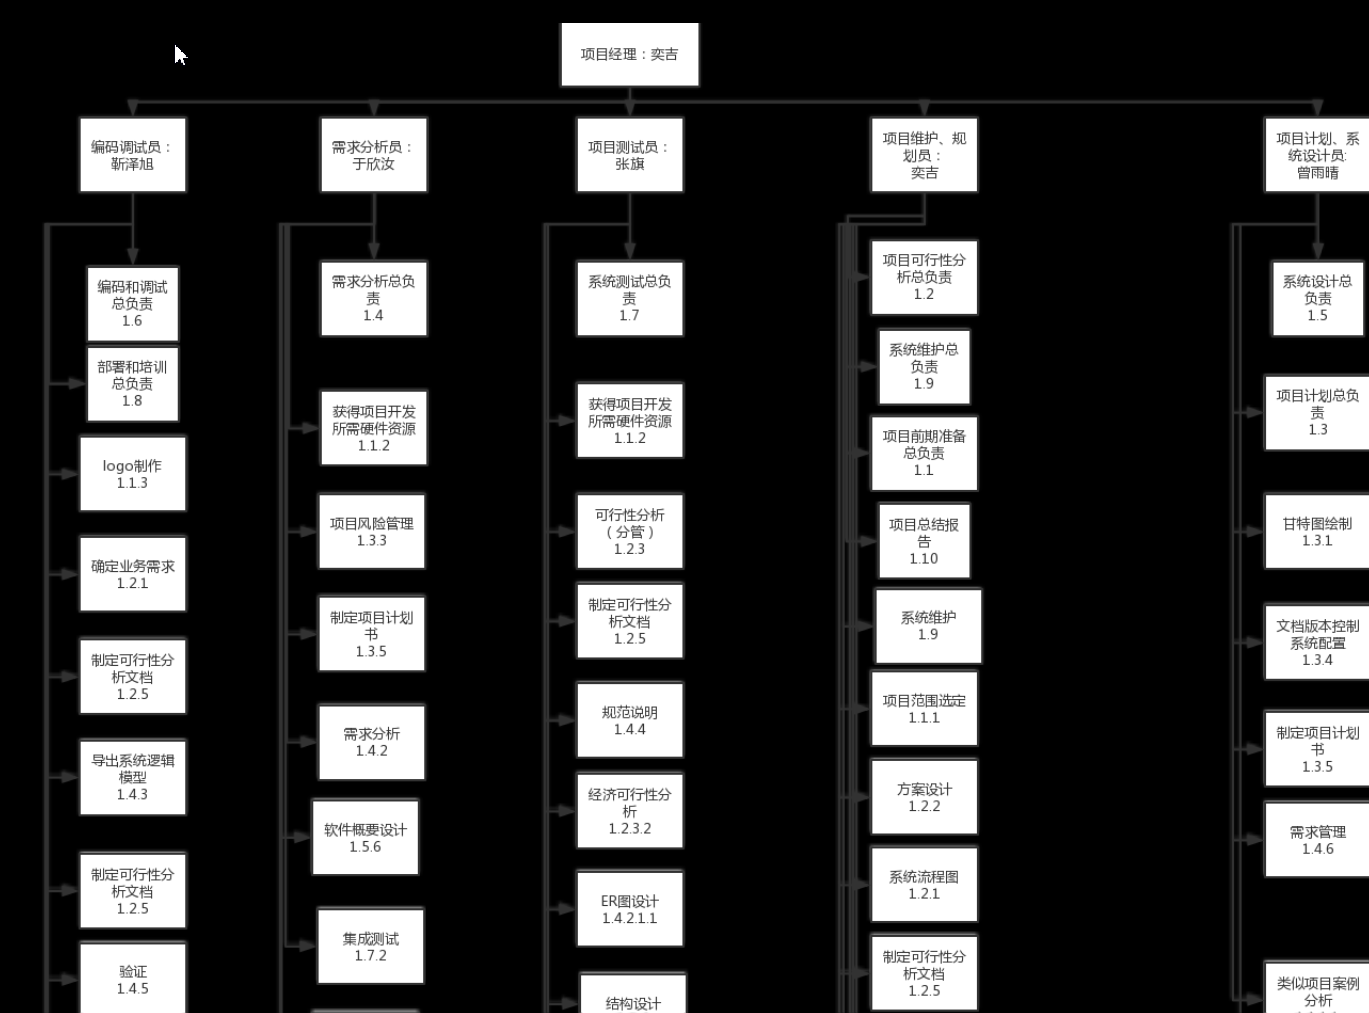 项目经理：奕吉
编码调试员：
靳泽旭
编码和调试
总负责
1.6
部署和培训
总负责
1.8
logo制作
1.1.3
确定业务需求
1.2.1
制定可行性分
析文档
1.2.5
导出系统逻辑
模型
1.4.3
制定可行性分
析文档
1.2.5
验证
1.4.5
需求分析员：
于欣汝
需求分析总负
责
1.4
获得项目开发
所需硬件资源
1.1.2
项目风险管理
1.3.3
制定项目计划
书
1.3.5
需求分析
1.4.2
软件概要设计
1.5.6
集成测试
1.7.2
项目测试员：
张旗
系统测试总负
责
1.7
获得项目开发
所需硬件资源
1.1.2
可行性分析
（分管）
1.2.3
制定可行性分
析文档
1.2.5
规范说明
1.4.4
经济可行性分
析
1.2.3.2
ER图设计
1.4.2.1.1
结构设计
项目维护、规
划员：
奕吉
项目可行性分
析总负责
1.2
系统维护总
负责
1.9
项目前期准备
总负责
1.1
项目总结报
告
1.10
系统维护
1.9
项目范围选定
1.1.1
方案设计
1.2.2
系统流程图
1.2.1
制定可行性分
析文档
1.2.5
项目计划、系
统设计员:
曾雨晴
系统设计总
负责
1.5
项目计划总负
责
1.3
甘特图绘制
1.3.1
文档版本控制
系统配置
1.3.4
制定项目计划
书
1.3.5
需求管理
1.4.6
类似项目案例
分析